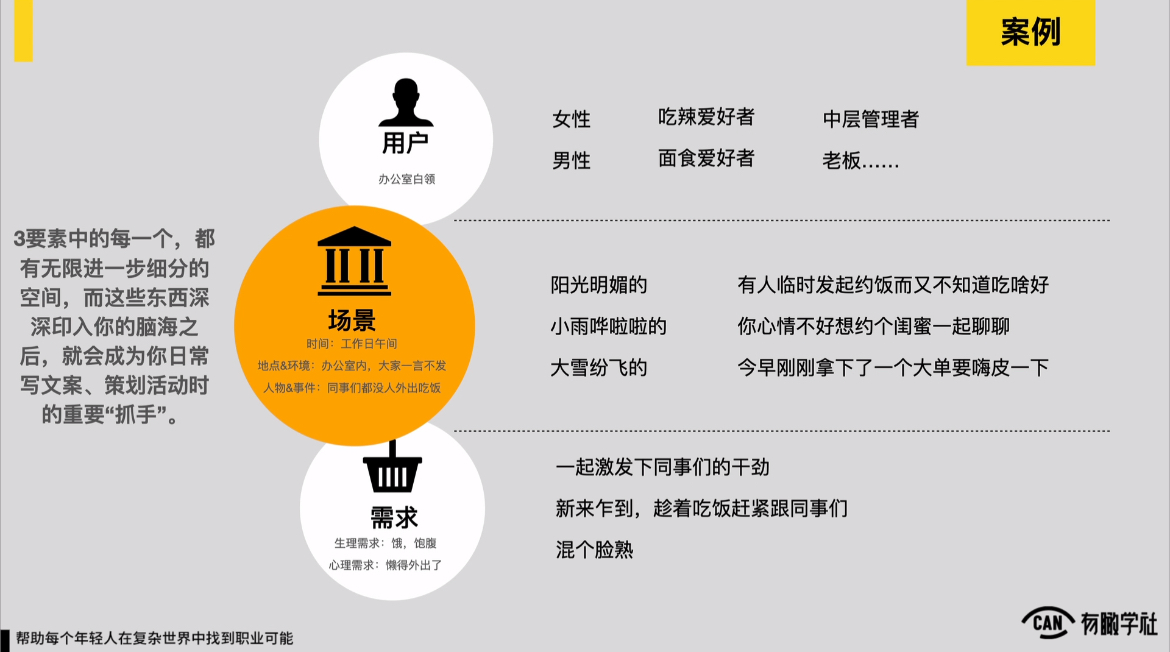 案例
用户
办公室白领
女性 吃辣爱好者 中层管理者
男性 面食爱好者 老板……
3要素中的每一个，都
有无限进一步细分的
空间，而这些东西深
深印入你的脑海之
后，就会成为你日常
写文案、策划活动时
的重要“抓手”。
场景
时间：工作日午间
地点&环境：办公室内，大家一言不发
人物&事件：同事们都没人外出吃饭
阳光明媚的 有人临时发起约饭而又不知道吃啥好
小雨哗啦啦的 你心情不好想约个闺蜜一起聊聊
大雪纷飞的 今早刚刚拿下了一个大单要嗨皮一下
需求
生理需求：饿，饱腹
心理需求：懒得外出了
一起激发下同事们的干劲
新来乍到，趁着吃饭赶紧跟同事们
混个脸熟
帮助每个年轻人在复杂世界中找到职业可能
CAN 有瞰学社